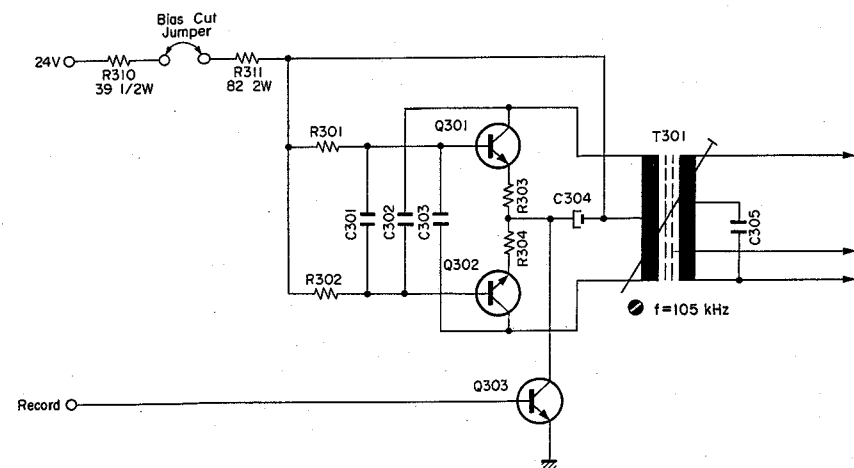 Bias Cut
Jumper
24V
R310
39 1/2W
R311
82 2W
R301
Q301
T301
R303
C304
C301
C302
C303
R304
C305
Q302
R302
f=105 kHz
Q303
Record